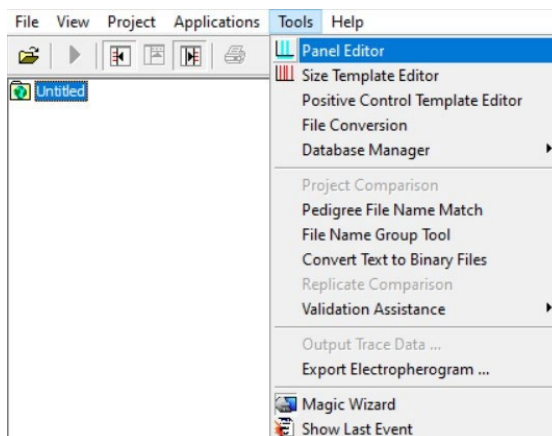 File View Project Applications Tools Help
Untitled
Panel Editor
Size Template Editor
Positive Control Template Editor
File Conversion
Database Manager
Project Comparison
Pedigree File Name Match
File Name Group Tool
Convert Text to Binary Files
Replicate Comparison
Validation Assistance
Output Trace Data ...
Export Electropherogram ...
Magic Wizard
Show Last Event